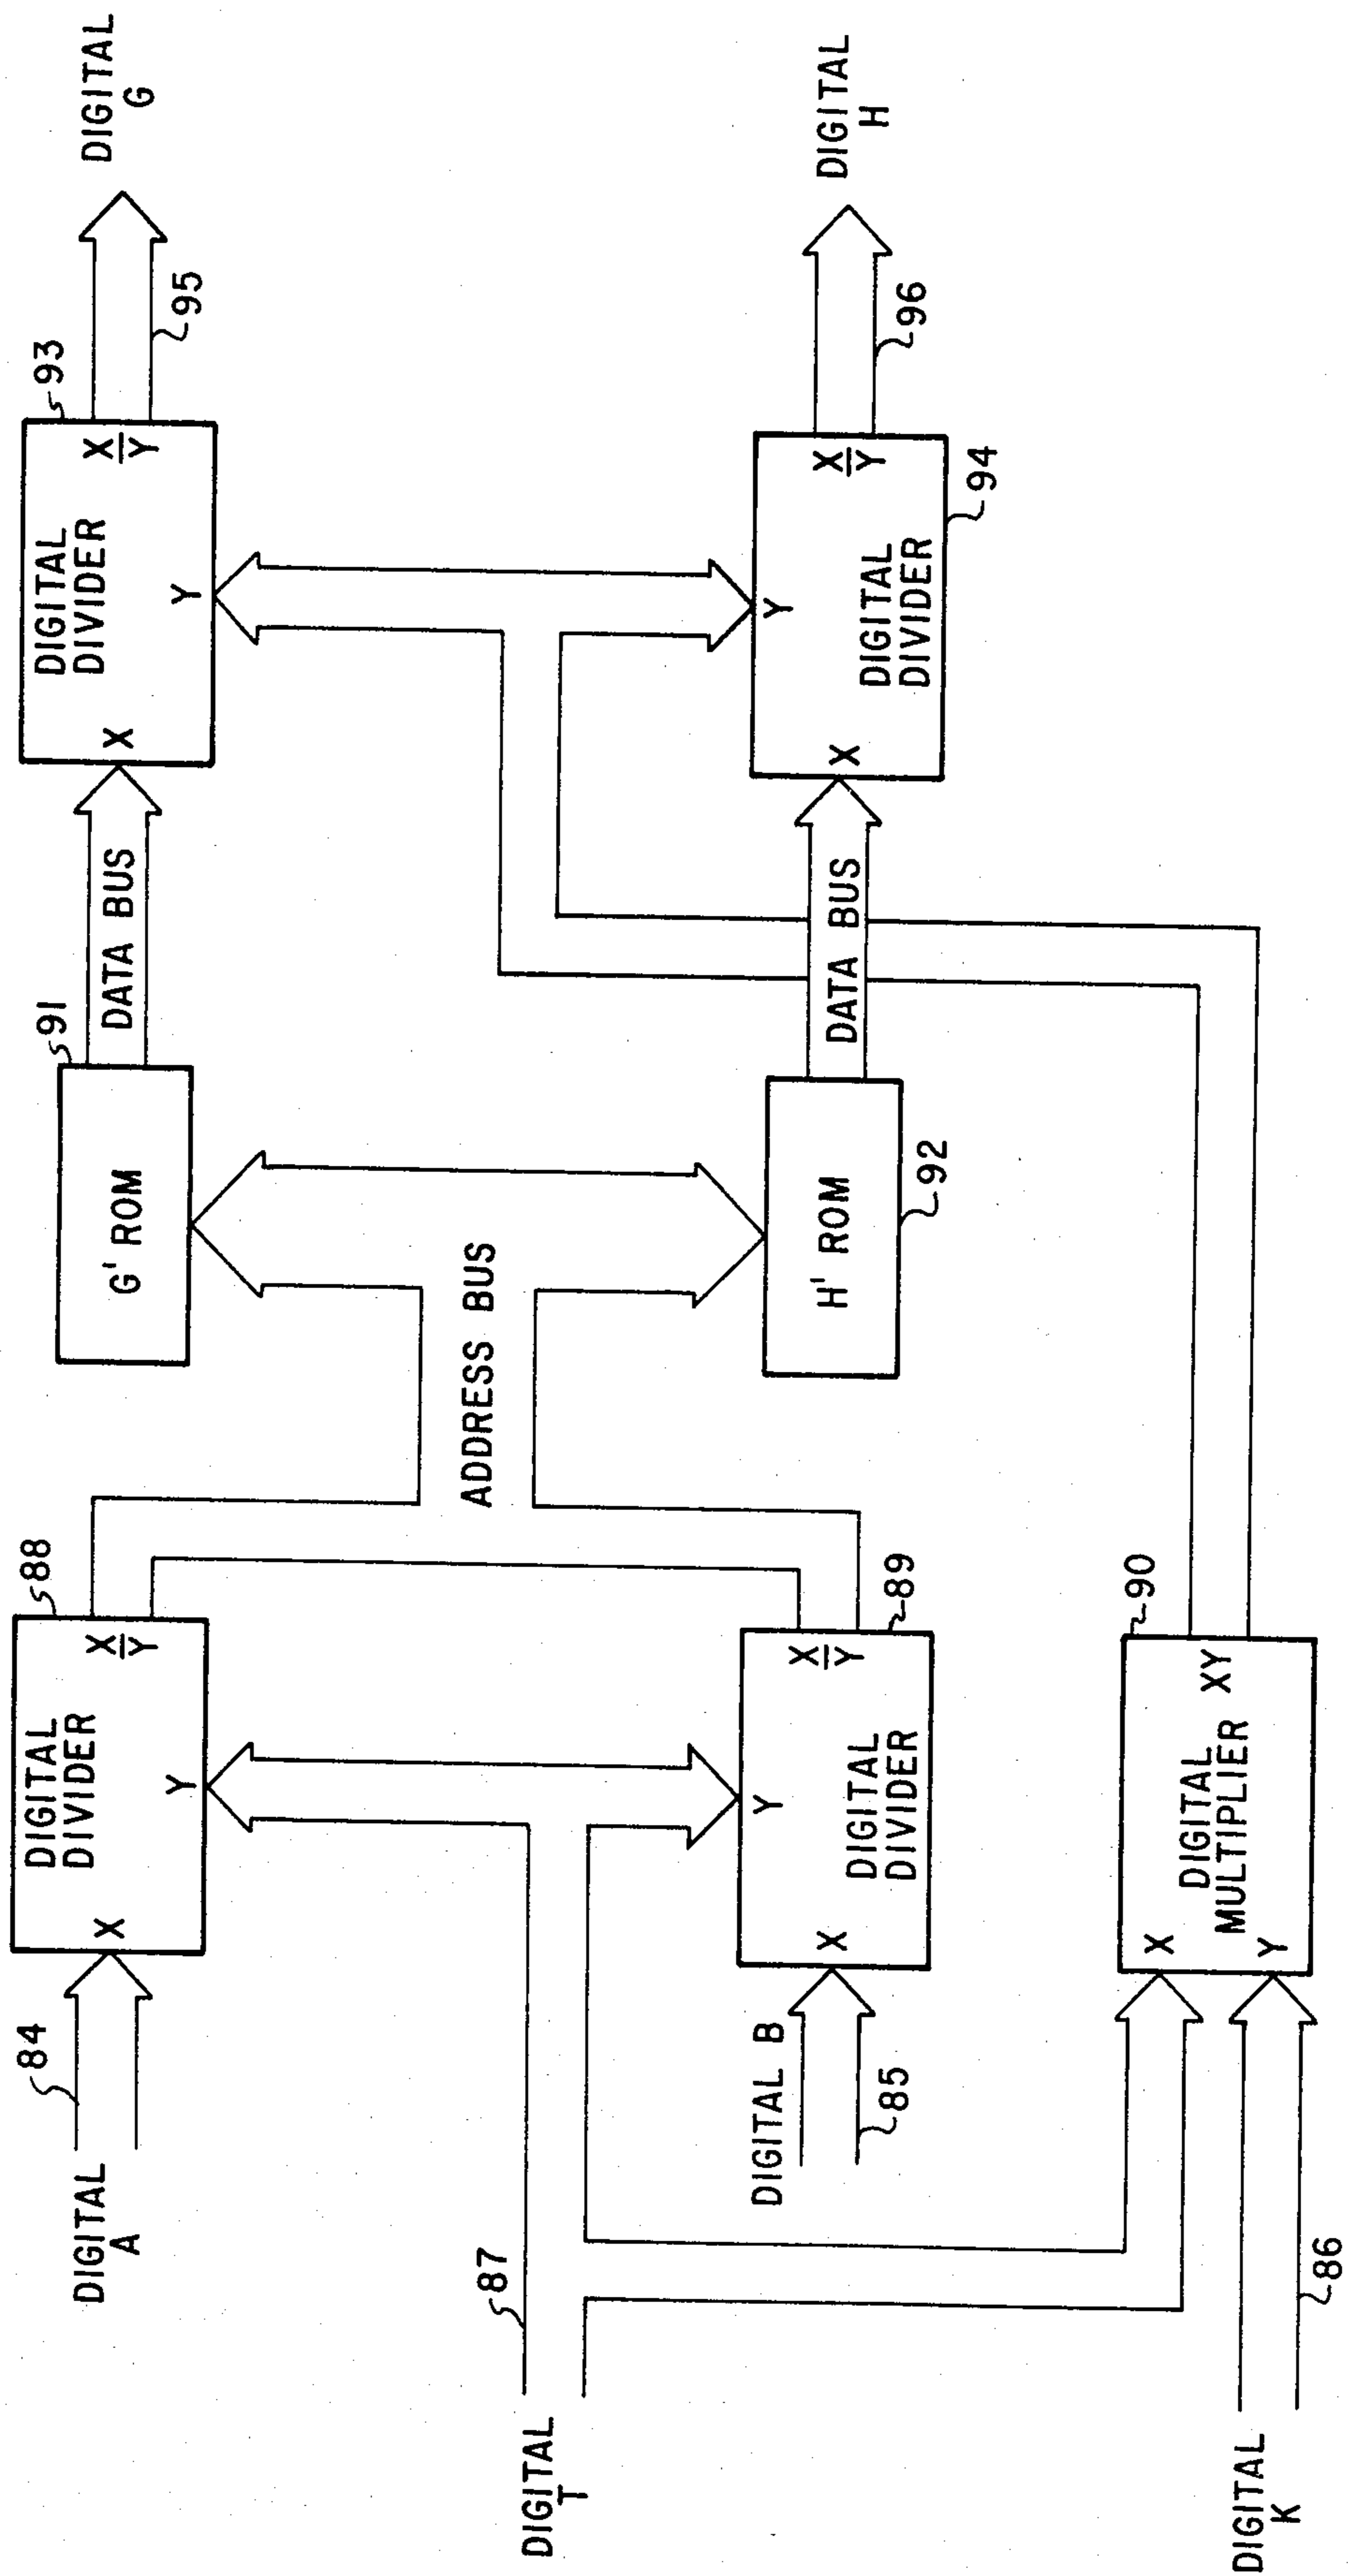 DIGITAL
A
84
DIGITAL
DIVIDER
X
Y
X
Y
88
DIGITAL
T
87
DIGITAL B
85
DIGITAL
DIVIDER
X
Y
X
Y
89
DIGITAL
K
86
DIGITAL
MULTIPLIER
X
Y
XY
90
ADDRESS BUS
G' ROM
91
DATA BUS
H' ROM
92
DATA BUS
DIGITAL
DIVIDER
X
Y
X
Y
93
95
DIGITAL
G
DIGITAL
DIVIDER
X
Y
X
Y
94
96
DIGITAL
H